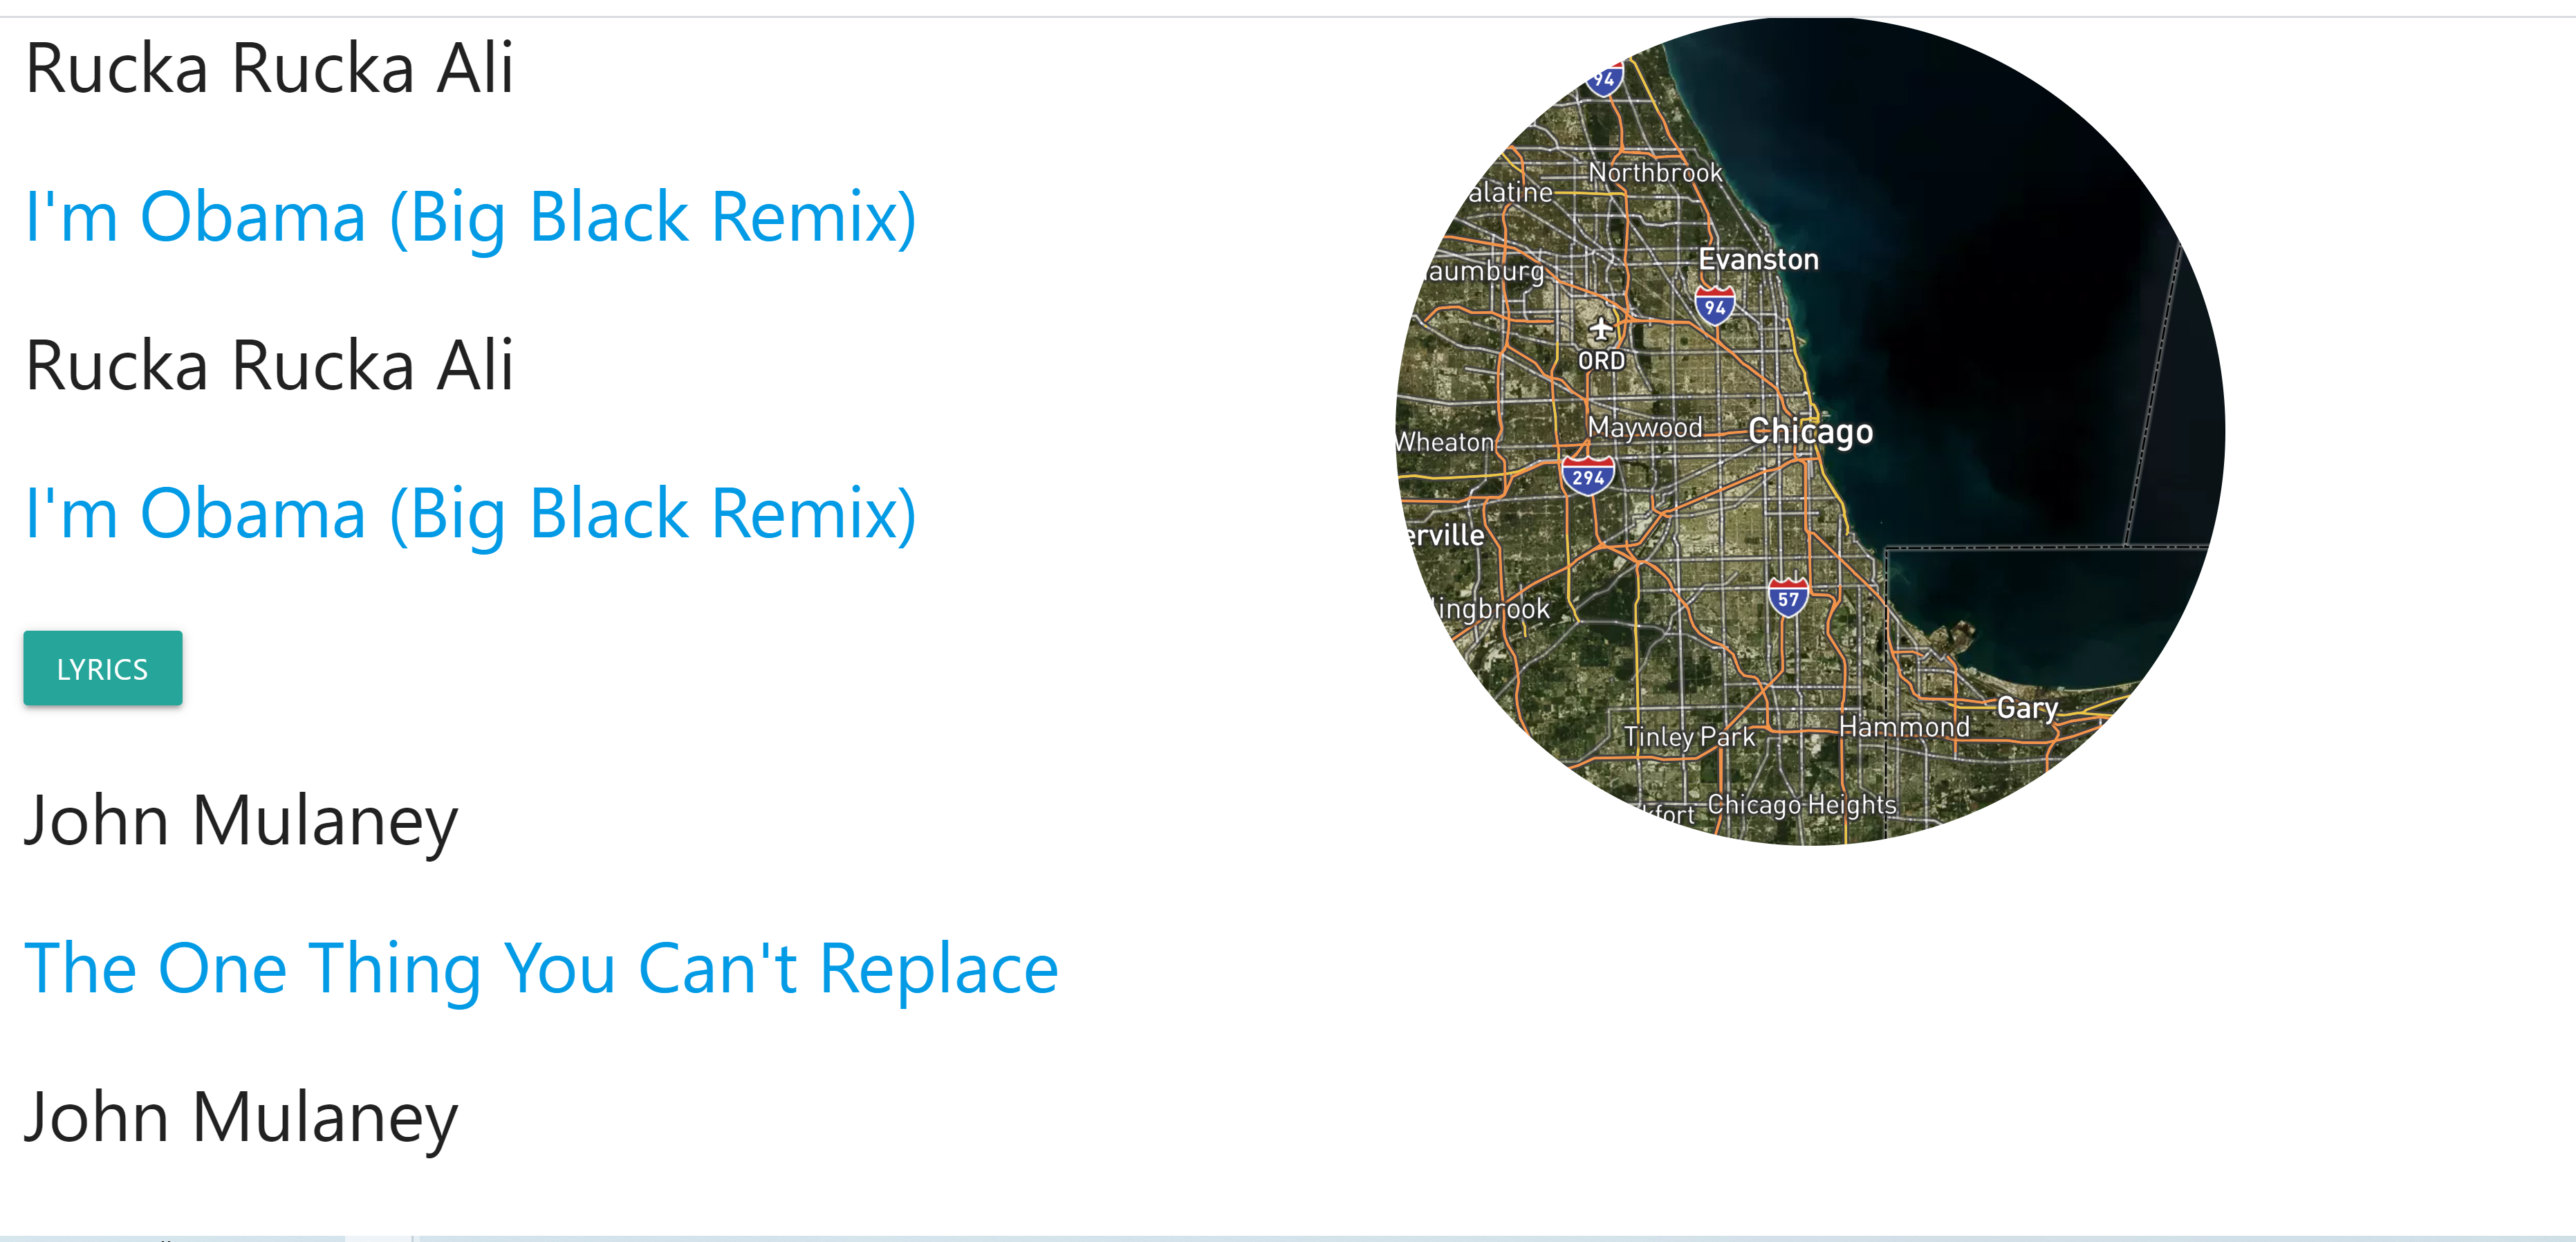 Rucka Rucka Ali
I'm Obama (Big Black Remix)
Rucka Rucka Ali
I'm Obama (Big Black Remix)
LYRICS
John Mulaney
The One Thing You Can't Replace
John Mulaney
94
Northbrook
alatine
Evanston
aumburg
94
ORD
Maywood
Chicago
Wheaton
294
erville
57
lingbrook
Gary
Hammond
Tinley Park
Chicago Heights
kfort